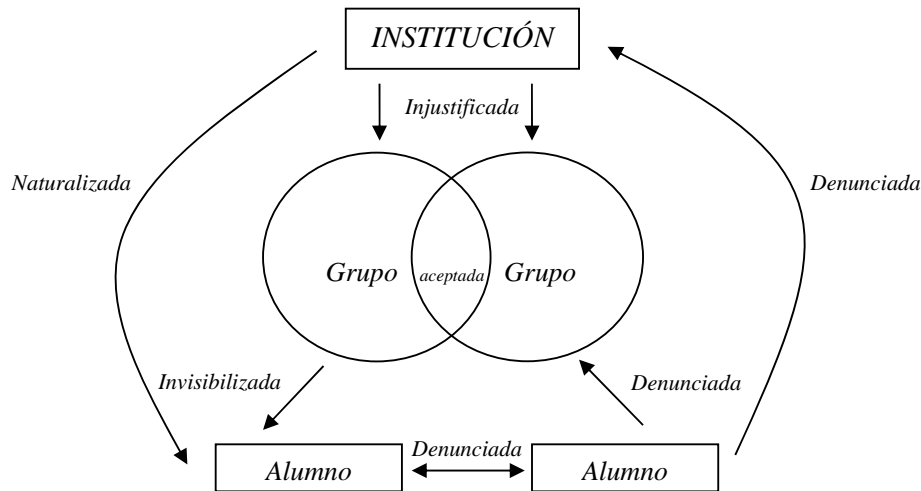 INSTITUCIÓN
Injustificada
Naturalizada
Denunciada
Grupo
aceptada
Grupo
Invisibilizada
Denunciada
Denunciada
Alumno
Alumno